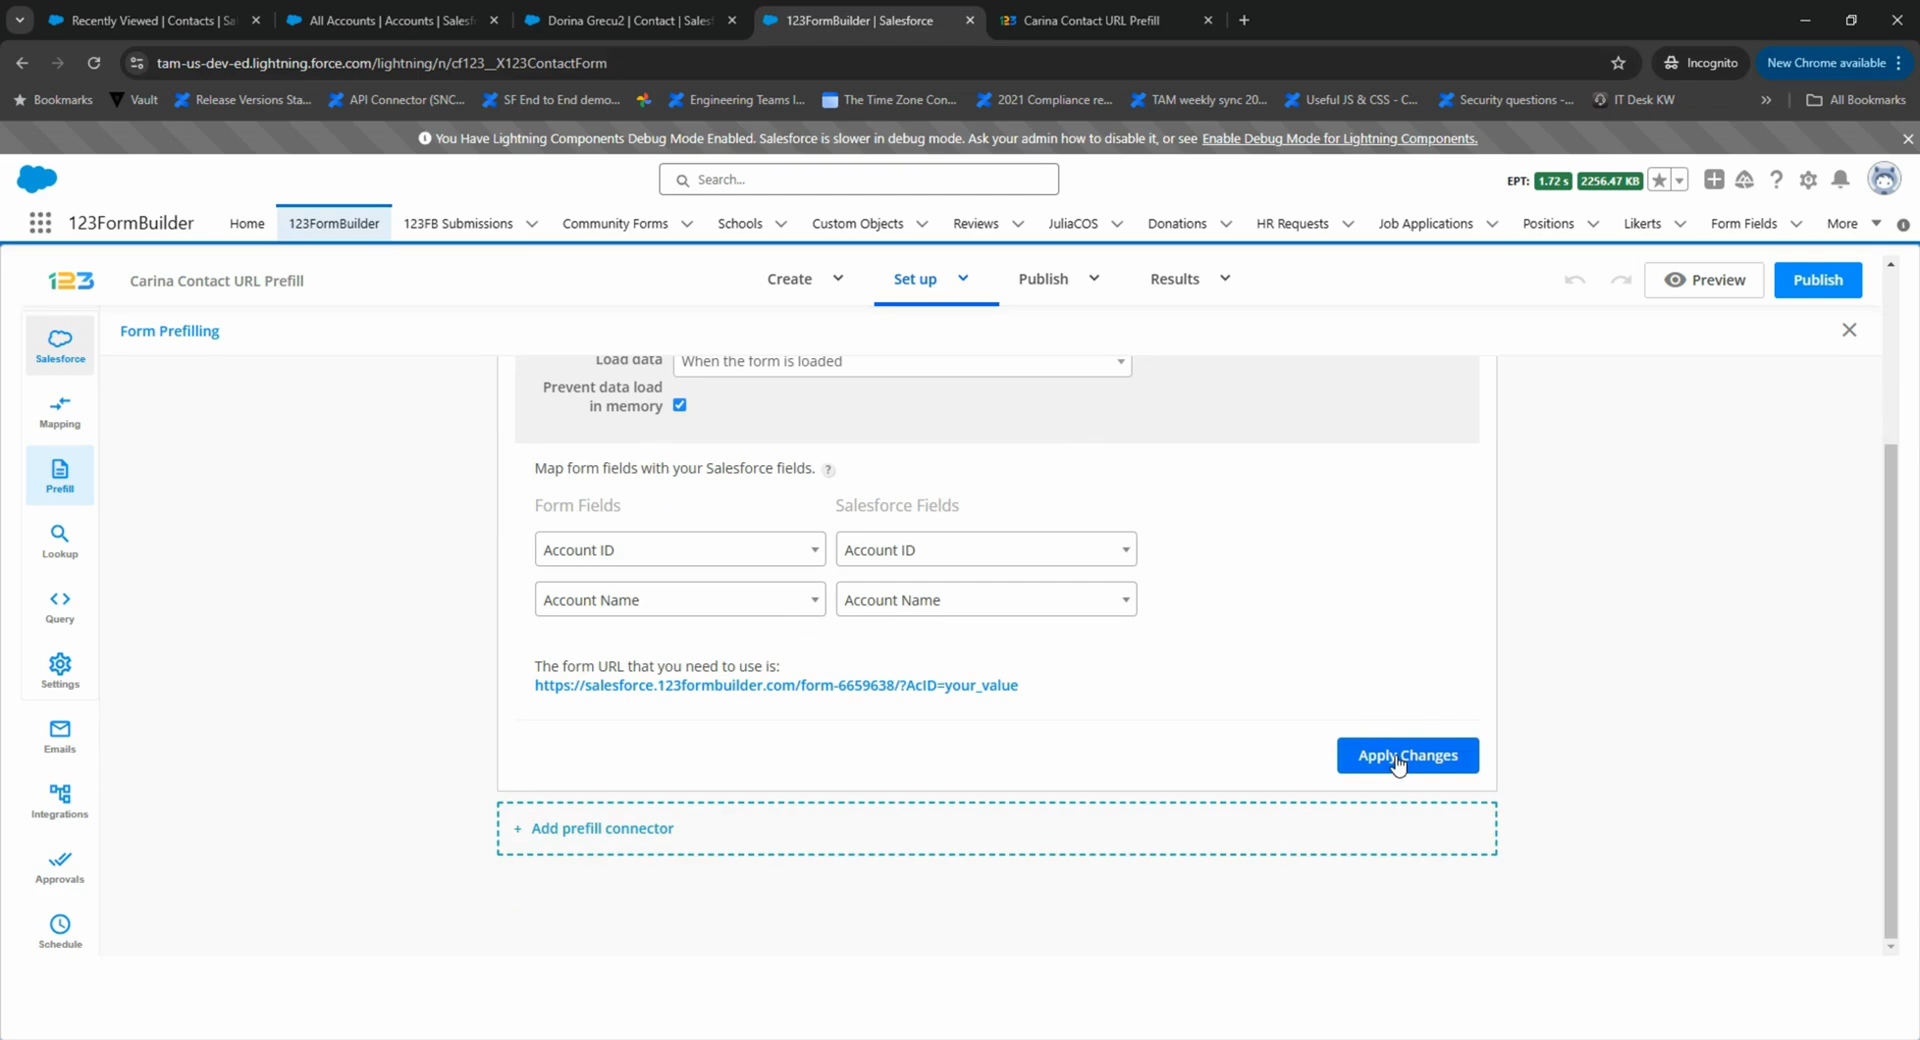 Recently Viewed | Contacts | Sa
All Accounts | Accounts | Salesf
Dorina Grecu2 | Contact | Sales
123FormBuilder | Salesforce
123 Carina Contact URL Prefill
tam-us-dev-ed.lightning.force.com/lightning/n/cf123__X123ContactForm
Incognito
New Chrome available
Bookmarks
Vault
Release Versions Sta...
API Connector (SNC...
SF End to End demo...
Engineering Teams I...
The Time Zone Con...
2021 Compliance re...
TAM weekly sync 20...
Useful JS & CSS - C...
Security questions -...
IT Desk KW
»
All Bookmarks
You Have Lightning Components Debug Mode Enabled. Salesforce is slower in debug mode. Ask your admin how to disable it, or see Enable Debug Mode for Lightning Components.
Search...
EPT: 1.72 s 2256.47 KB
123FormBuilder
Home
123FormBuilder
123FB Submissions
Community Forms
Schools
Custom Objects
Reviews
JuliaCOS
Donations
HR Requests
Job Applications
Positions
Likerts
Form Fields
More
123
Carina Contact URL Prefill
Create
Set up
Publish
Results
Preview
Publish
Salesforce
Form Prefilling
Load data
When the form is loaded
Prevent data load
in memory
Mapping
Map form fields with your Salesforce fields. ?
Prefill
Form Fields
Salesforce Fields
Lookup
Account ID
Account ID
Query
Account Name
Account Name
Settings
The form URL that you need to use is:
https://salesforce.123formbuilder.com/form-6659638/?AcID=your_value
Emails
Apply Changes
Integrations
+ Add prefill connector
Approvals
Schedule